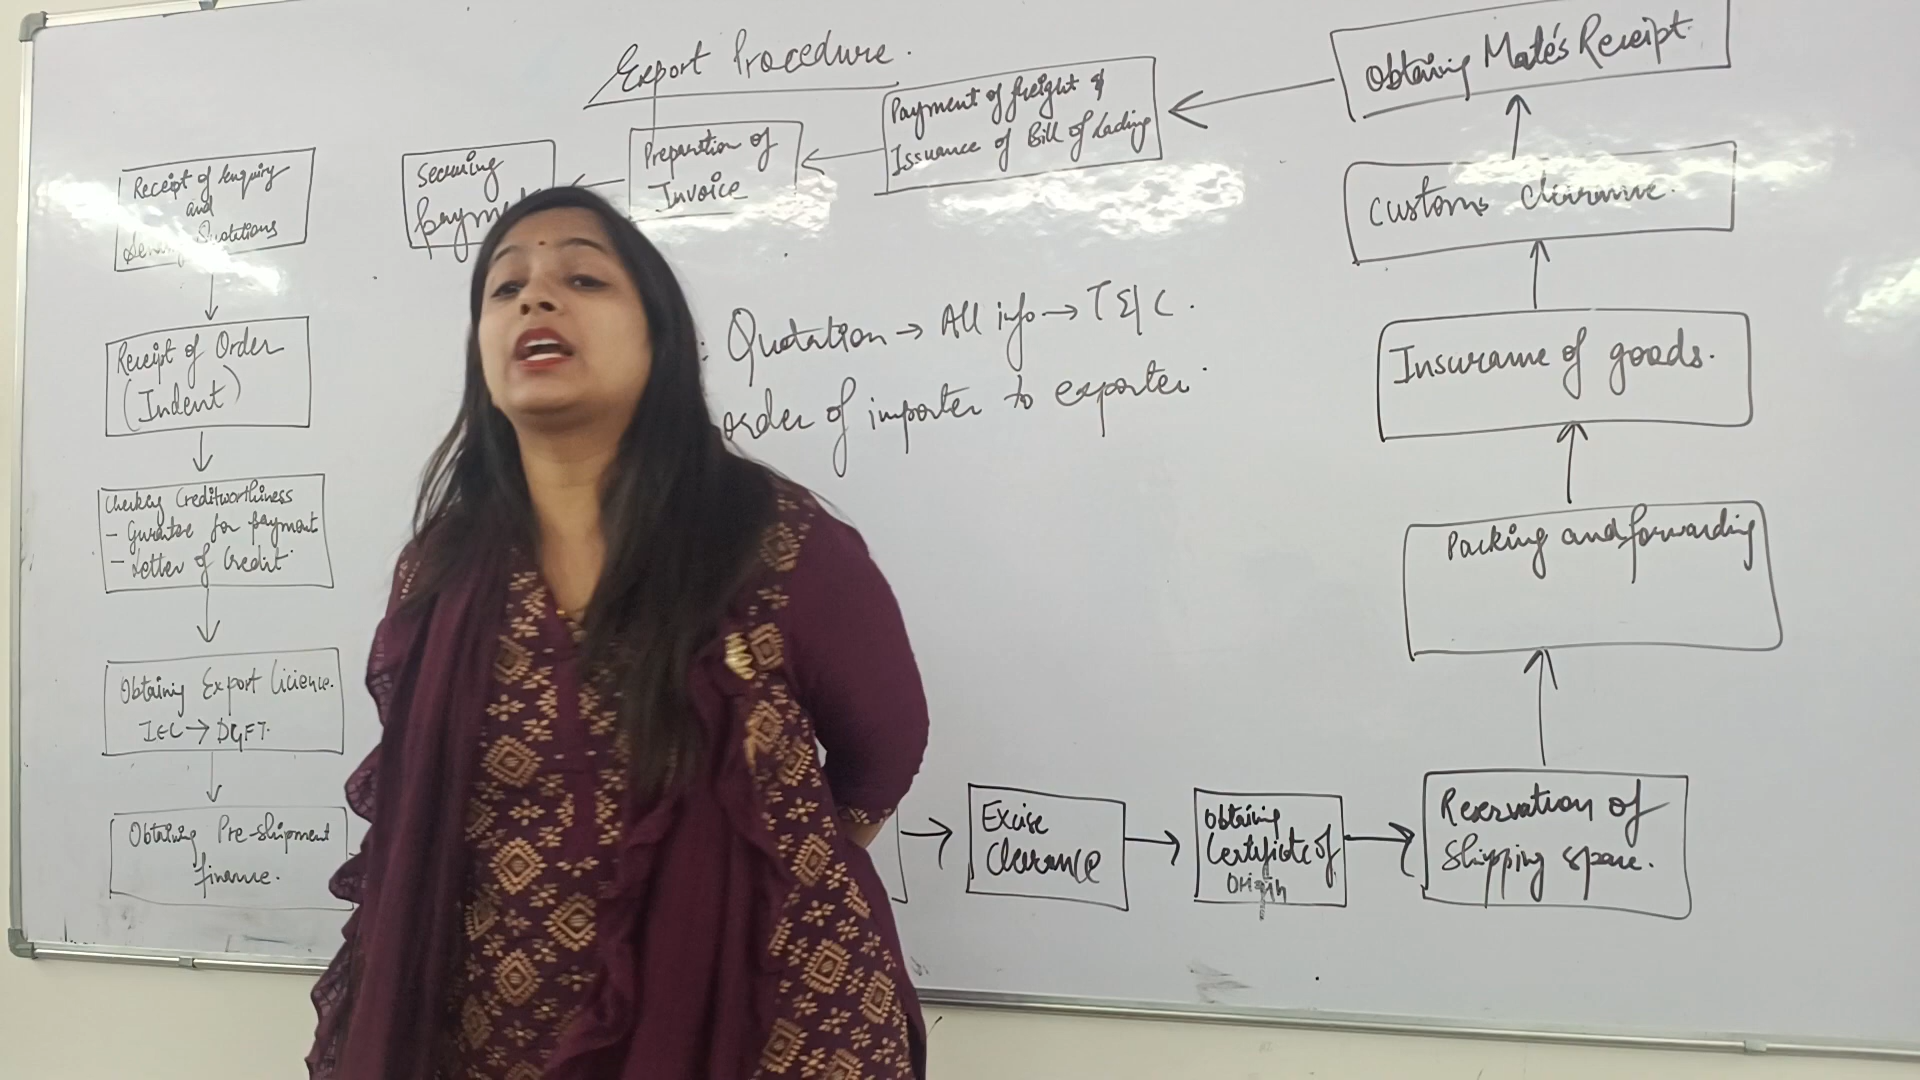 Export Procedure.
Receipt of enquiry
and
Quotations
Receipt of Order
(Indent)
Creditworthiness
- for payment
- Letter of Credit
Obtaining Export
IEC → DGFT.
Obtaining Pre-shipment
finance.
Excise
Clearance
Obtaining
Certificate of
Origin
Reservation of
Shipping space.
Packing and forwarding
Insurance of goods.
Customs clearance.
Obtaining Mate's Receipt.
Payment of freight &
Issuance of Bill of Lading
Preparation of
Invoice
Securing
: Quotation → All info → T &/C.
order of importer to exporter.